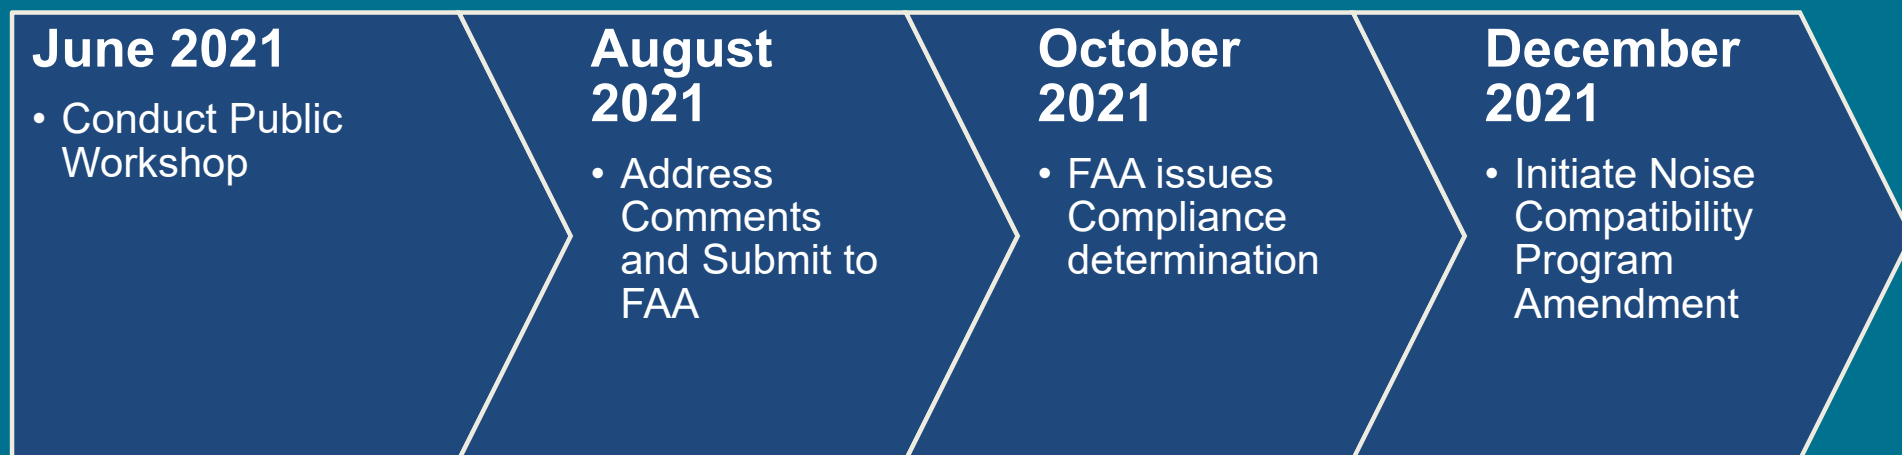 June 2021
• Conduct Public
Workshop
August
2021
• Address
Comments
and Submit to
FAA
October
2021
• FAA issues
Compliance
determination
December
2021
• Initiate Noise
Compatibility
Program
Amendment